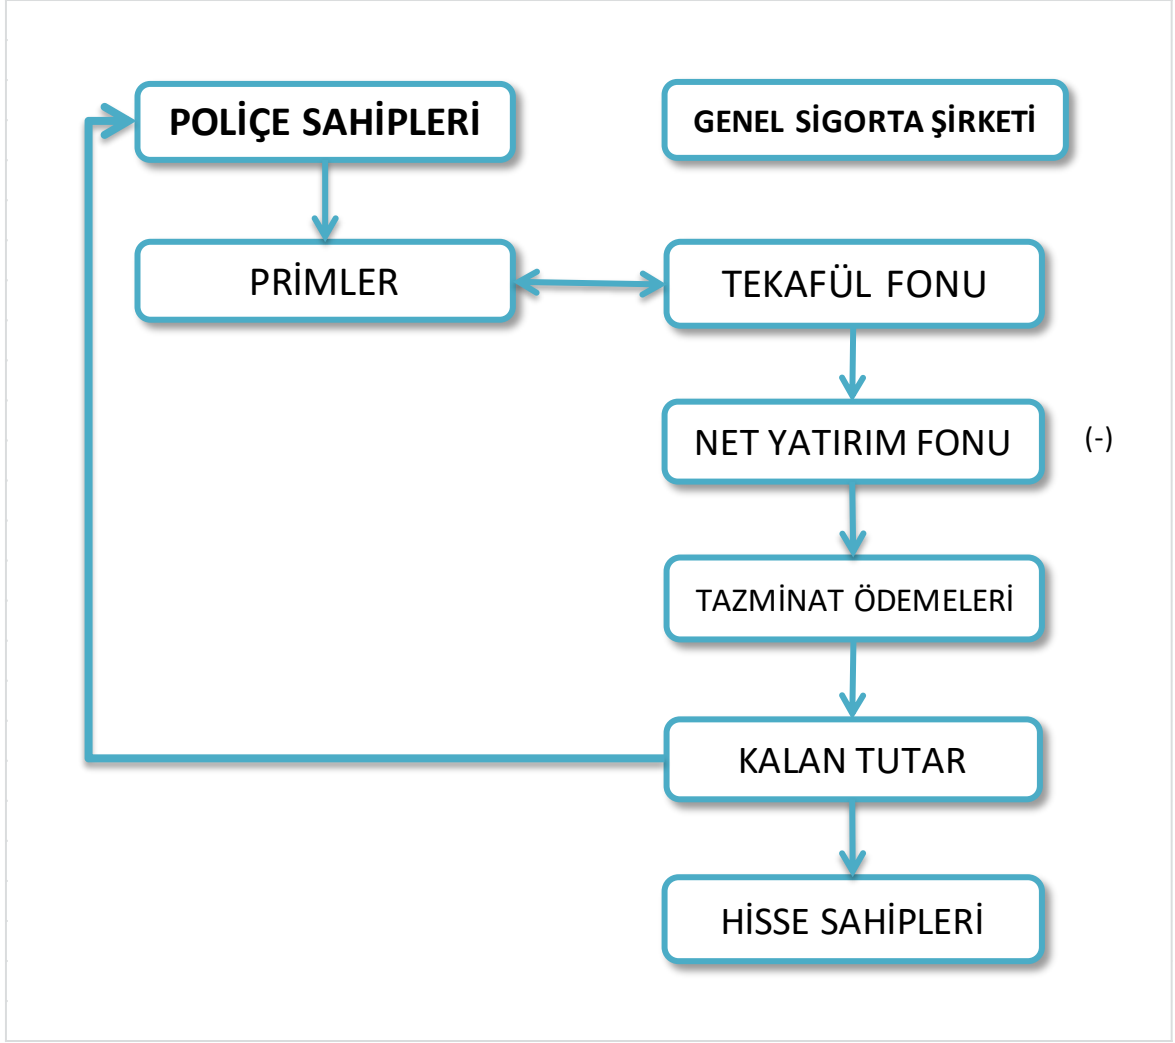 POLİÇE SAHİPLERİ
GENEL SİGORTA ŞİRKETİ
PRİMLER
TEKAFÜL FONU
NET YATIRIM FONU
(-)
TAZMİNAT ÖDEMELERİ
KALAN TUTAR
HİSSE SAHİPLERİ